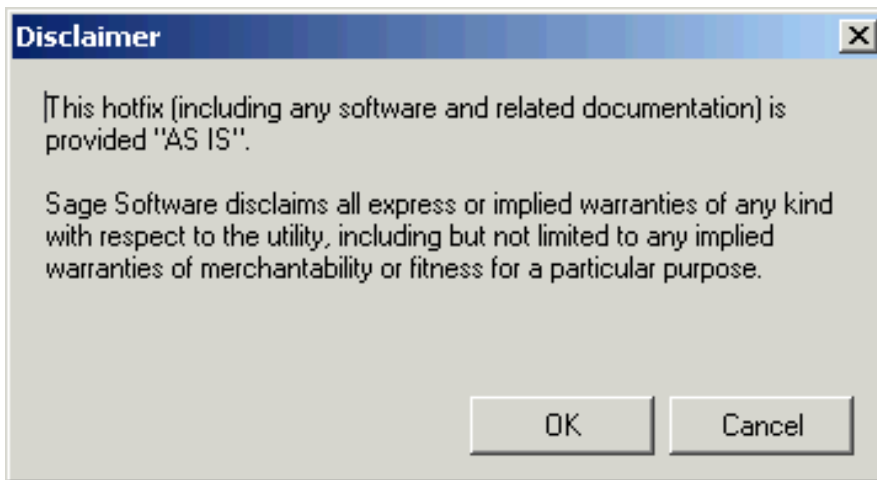 Disclaimer
This hotfix (including any software and related documentation) is
provided "AS IS".
Sage Software disclaims all express or implied warranties of any kind
with respect to the utility, including but not limited to any implied
warranties of merchantability or fitness for a particular purpose.
OK
Cancel